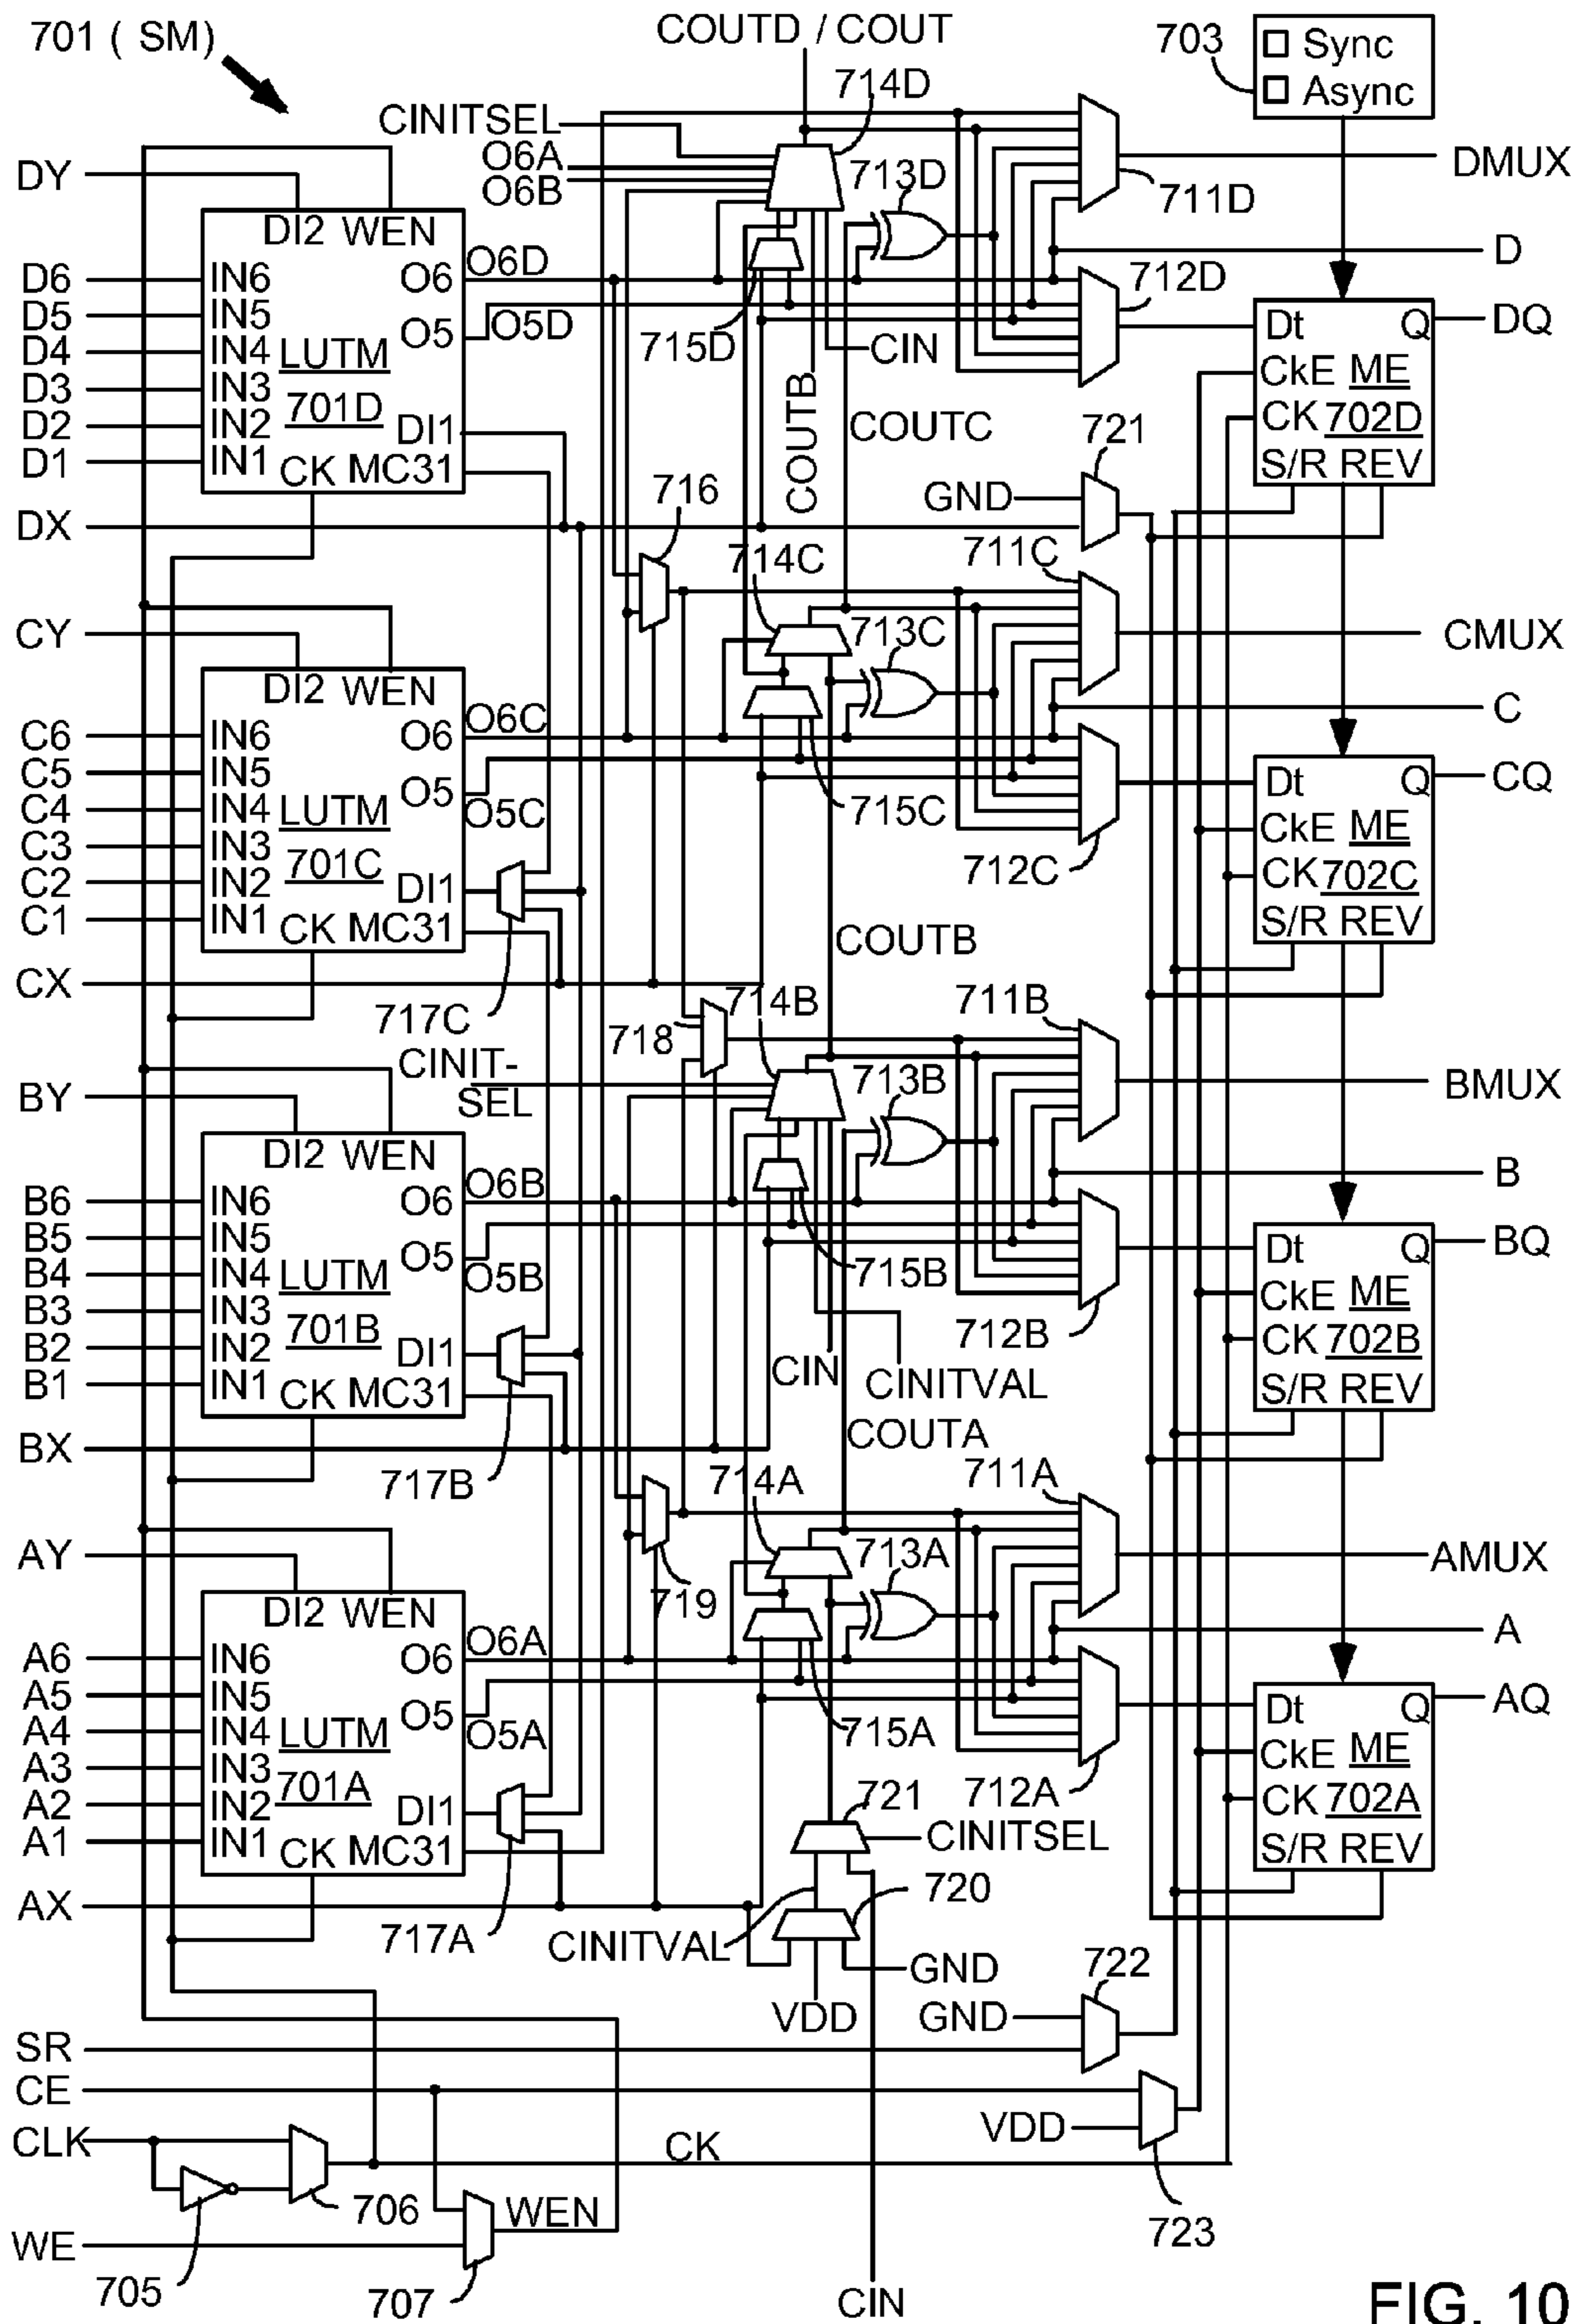 701 ( SM)
COUTD / COUT
703
Sync
Async
714D
CINITSEL
O6A
O6B
713D
DMUX
711D
DY
DI2 WEN
D6 IN6 O6 O6D
D
D5 IN5
O5 O5D
712D
D4 IN4 LUTM
715D
CIN
Dt Q DQ
D3 IN3
CkE ME
D2 IN2 701D
DI1
COUTB
COUTC
CK 702D
D1 IN1
CK MC31
721
S/R REV
716
GND
DX
714C
711C
CY
713C
CMUX
DI2 WEN
O6C
C
C6 IN6 O6
C5 IN5
Dt Q CQ
C4 IN4 LUTM
O5
O5C
715C
CkE ME
C3 IN3
712C
C2 IN2 701C
DI1
CK 702C
C1 IN1
CK MC31
S/R REV
COUTB
CX
717C
718
714B
711B
CINIT-
SEL
713B
BMUX
BY
DI2 WEN
B
B6 IN6 O6 O6B
B5 IN5
Dt Q BQ
B4 IN4 LUTM
O5
O5B
715B
CkE ME
B3 IN3
712B
B2 IN2 701B
DI1
CK 702B
B1 IN1
CK MC31
CIN
CINITVAL
S/R REV
COUTA
BX
717B
714A
711A
AY
713A
AMUX
719
DI2 WEN
A
A6 IN6 O6 O6A
A5 IN5
Dt Q AQ
A4 IN4 LUTM
O5
O5A
715A
CkE ME
A3 IN3
712A
A2 IN2 701A
DI1
721
CK 702A
A1 IN1
CK MC31
CINITSEL
S/R REV
720
AX
717A
CINITVAL
GND
722
VDD
GND
SR
CE
VDD
CLK
CK
706
WEN
723
WE
705
707
CIN
FIG. 10